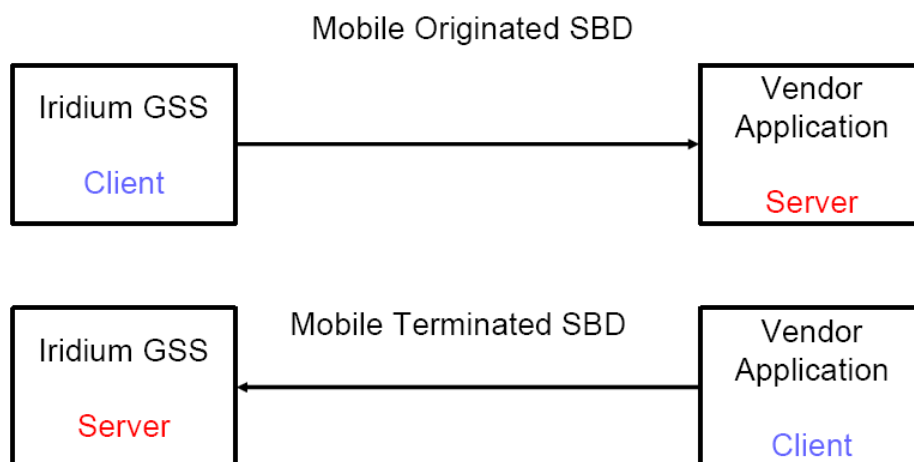 Mobile Originated SBD
Iridium GSS
Client
Vendor
Application
Server
Mobile Terminated SBD
Iridium GSS
Server
Vendor
Application
Client